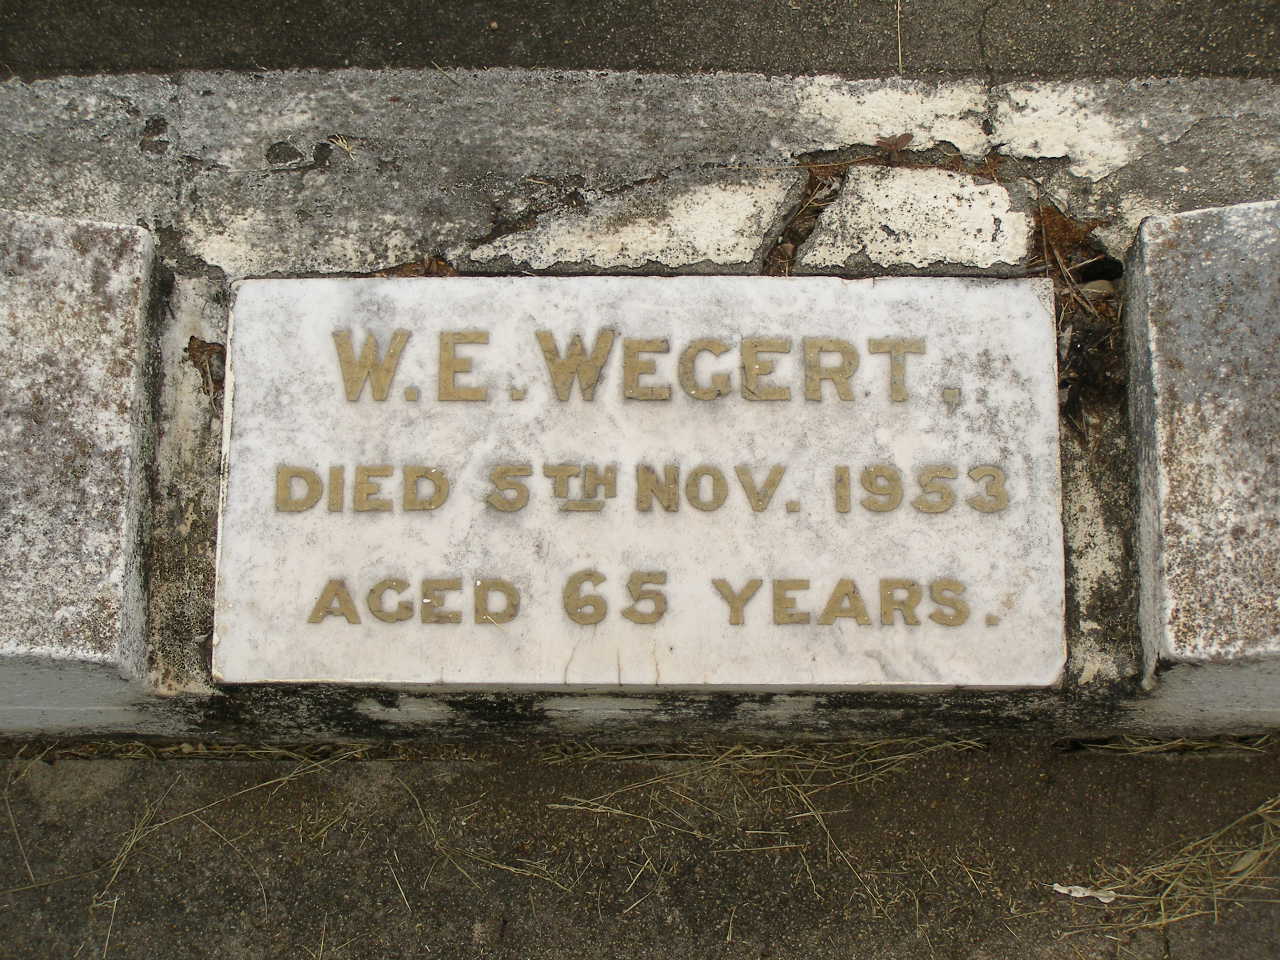 W. E. WEGERT.
DIED 5TH NOV. 1953
AGED 65 YEARS.